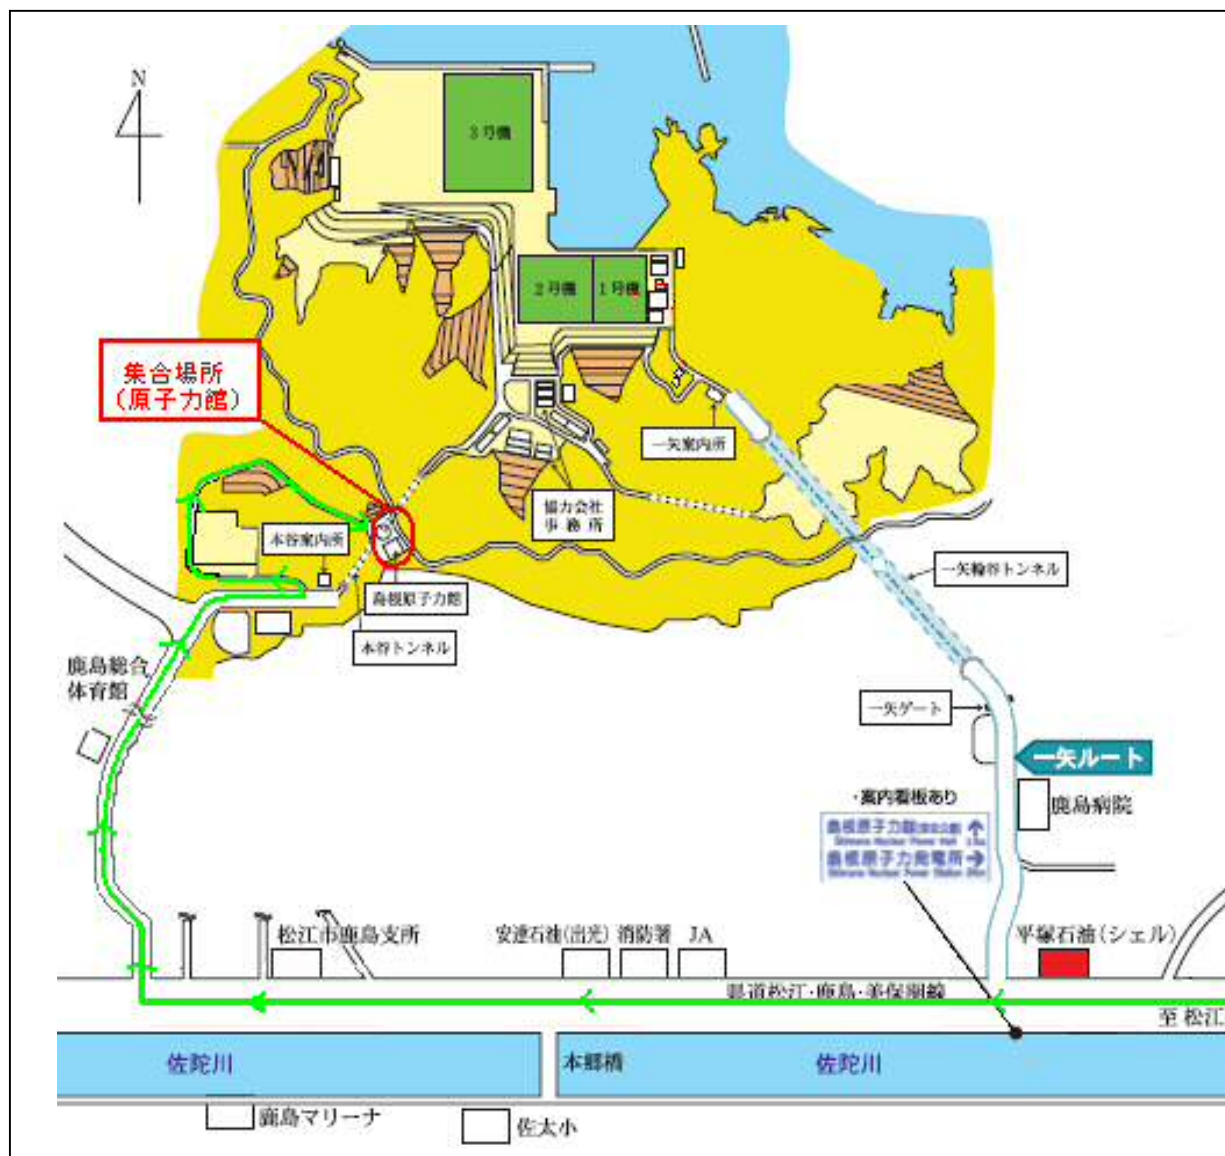 N
3号機
2号機
1号機
集合場所
(原子力館)
一矢案内所
協力会社
事務所
本谷案内所
一矢輪谷トンネル
島根原子力館
本谷トンネル
鹿島総合
体育館
一矢ゲート
一矢ルート
・案内看板あり
鹿島病院
島根原子力館
島根原子力発電所
松江市鹿島支所
安達石油(出光)
消防署
JA
平塚石油(シェル)
県道松江・鹿島・美保関線
至 松江
佐陀川
本郷橋
佐陀川
鹿島マリーナ
佐太小